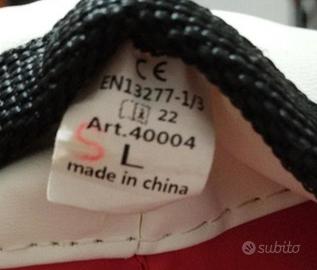 CE
EN13277-1/3
22
Art.40004
S L
made in china
subito